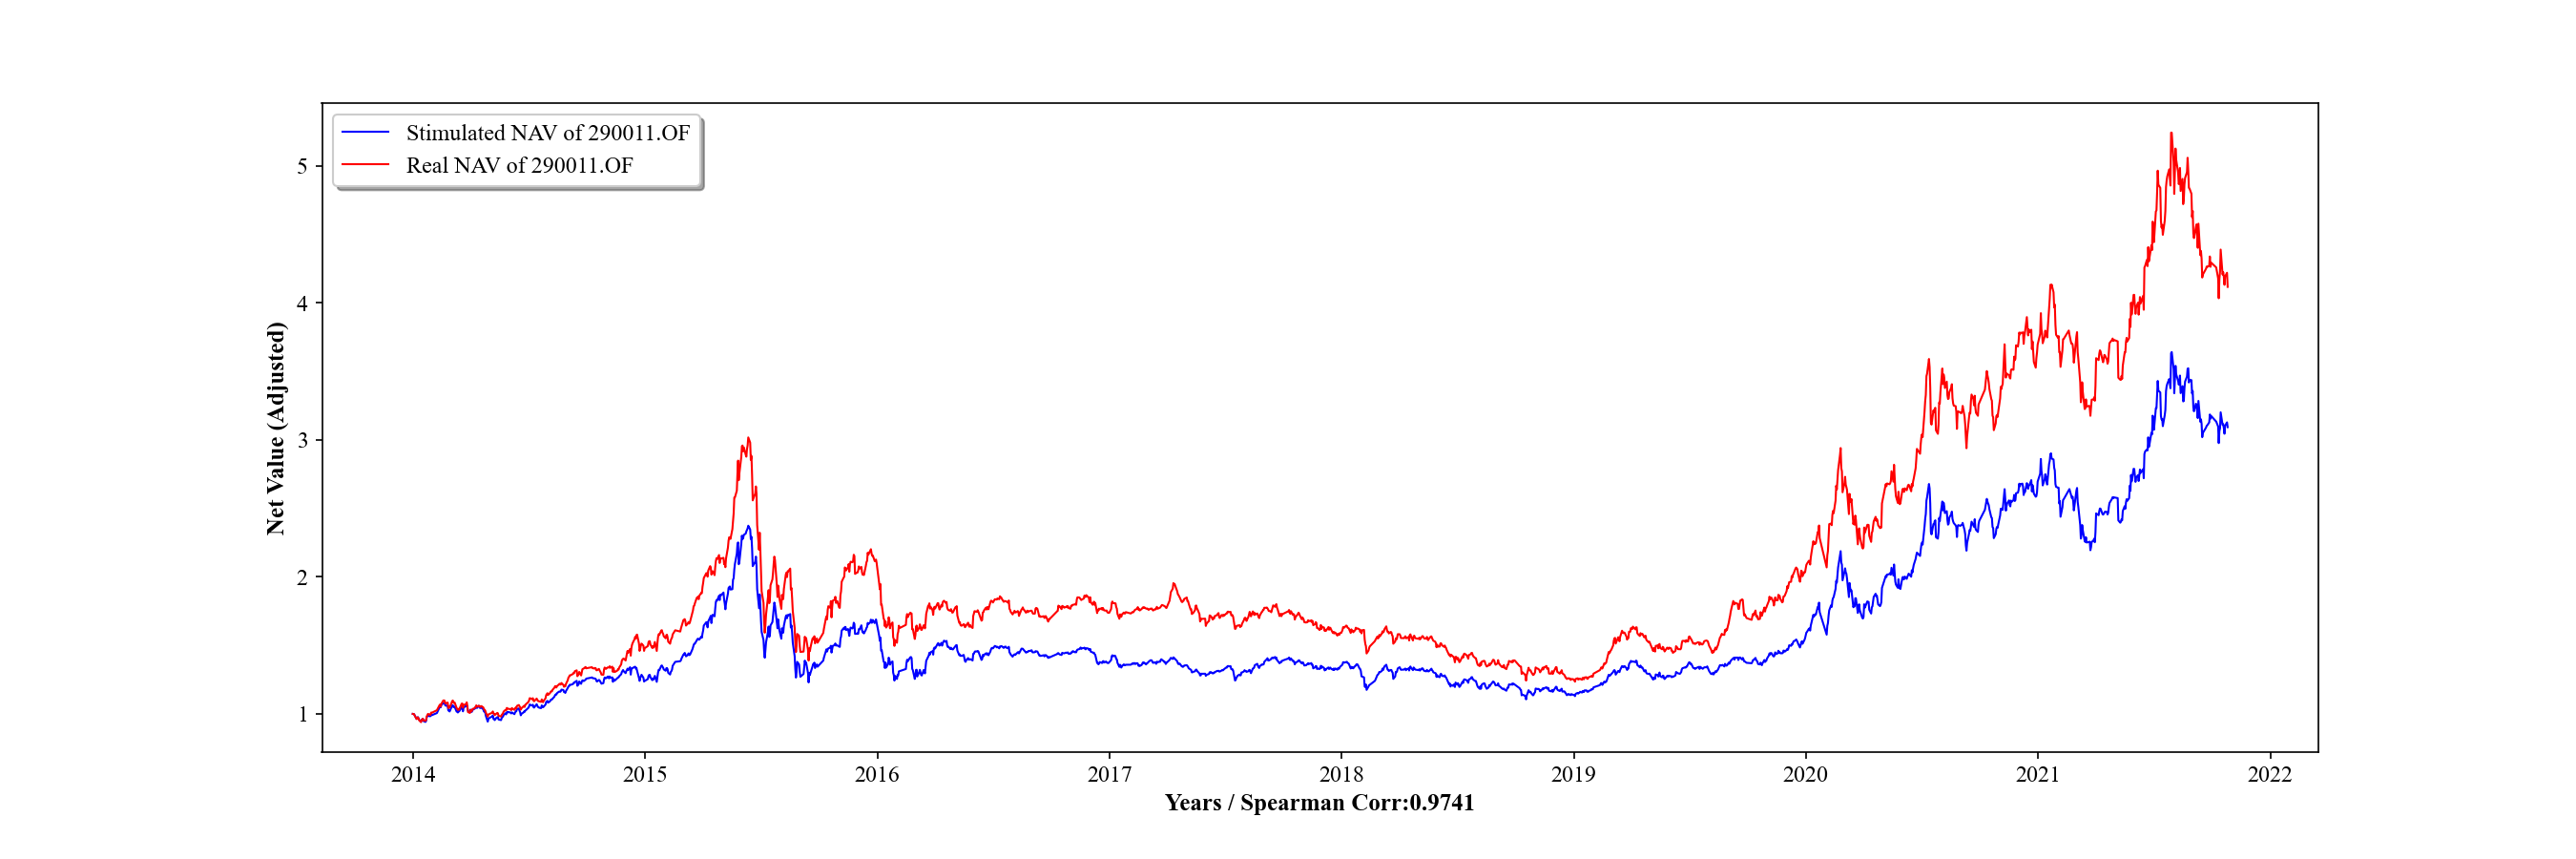 Stimulated NAV of 290011.OF
Real NAV of 290011.OF
5
4
3
2
1
Net Value (Adjusted)
2014 2015 2016 2017 2018 2019 2020 2021 2022
Years / Spearman Corr:0.9741